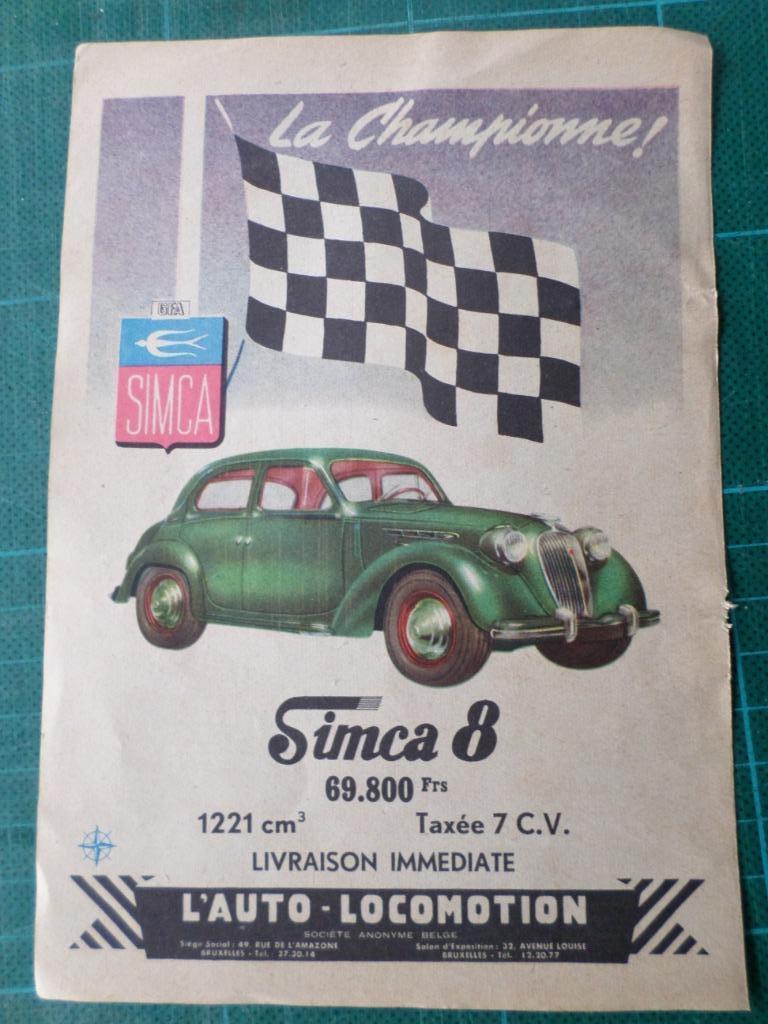 La Championne!
GFA
SIMCA
Simca 8
69.800 Frs
1221 cm³ Taxée 7 C.V.
LIVRAISON IMMEDIATE
L'AUTO - LOCOMOTION
SOCIÉTÉ ANONYME BELGE
Siège Social : 49, RUE DE L'AMAZONE Salon d'Exposition : 32, AVENUE LOUISE
BRUXELLES - Tél. : 37.30.14 BRUXELLES - Tél. : 12.20.77